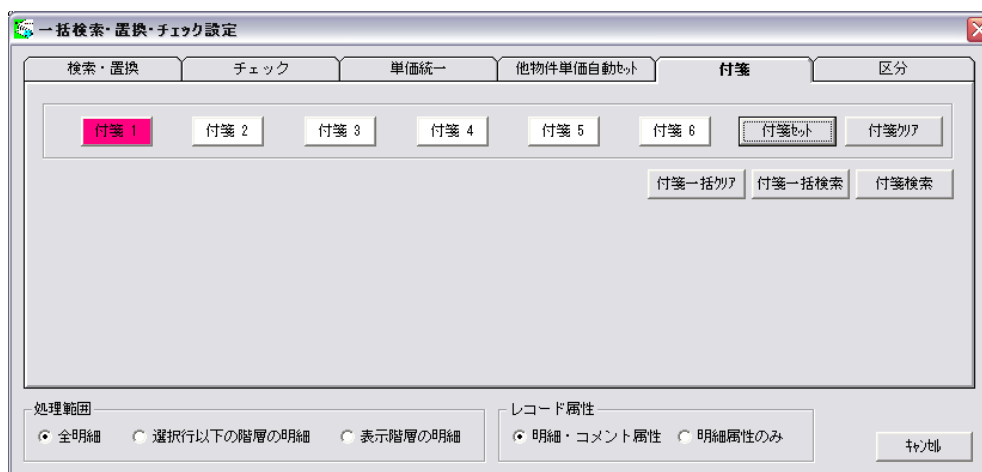 一括検索・置換・ﾁｪｯｸ設定
検索・置換 チェック 単価統一 他物件単価自動ｾｯﾄ 付箋 区分
付箋 1 付箋 2 付箋 3 付箋 4 付箋 5 付箋 6 付箋ｾｯﾄ 付箋ｸﾘｱ
付箋一括ｸﾘｱ 付箋一括検索 付箋検索
処理範囲 レコード属性
全明細 選択行以下の階層の明細 表示階層の明細 明細・コメント属性 明細属性のみ
ｷｬﾝｾﾙ